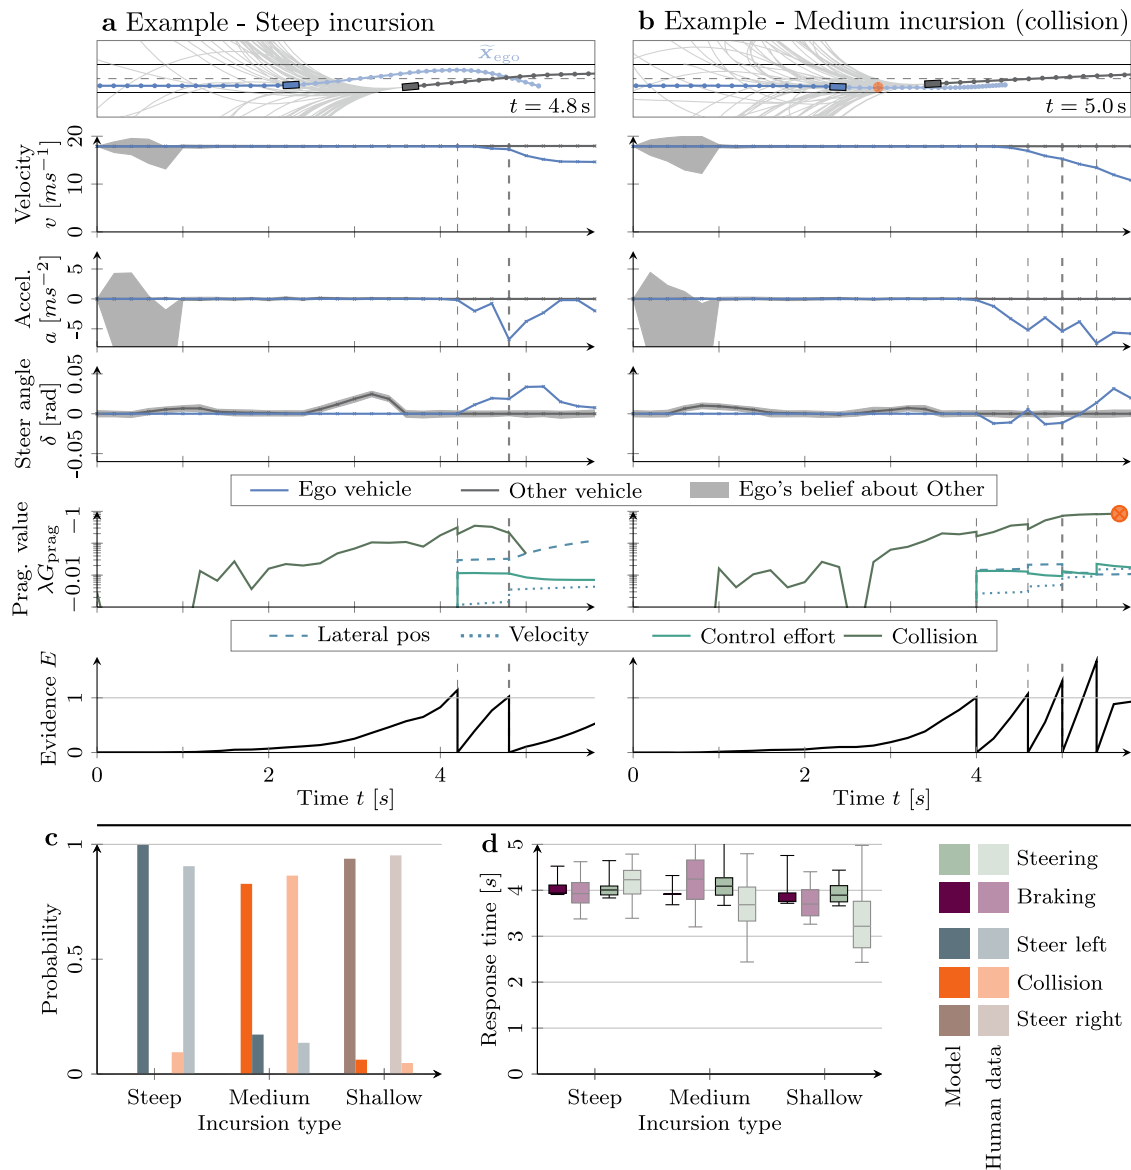 a Example - Steep incursion
b Example - Medium incursion (collision)
x̃ego
t = 4.8 s
t = 5.0 s
Velocity
v [ms−1]
20
10
0
Accel.
a [ms−2]
5
0
-5
Steer angle
δ [rad]
0.05
0
-0.05
Ego vehicle
Other vehicle
Ego's belief about Other
Prag. value
λGprag
−1
−0.01
Lateral pos
Velocity
Control effort
Collision
Evidence E
1
0
0 2 4
Time t [s]
0 2 4
Time t [s]
c
Probability
1
0.5
0
Steep Medium Shallow
Incursion type
d
Response time [s]
5
4
3
2
1
0
Steep Medium Shallow
Incursion type
Steering
Braking
Steer left
Collision
Steer right
Model
Human data